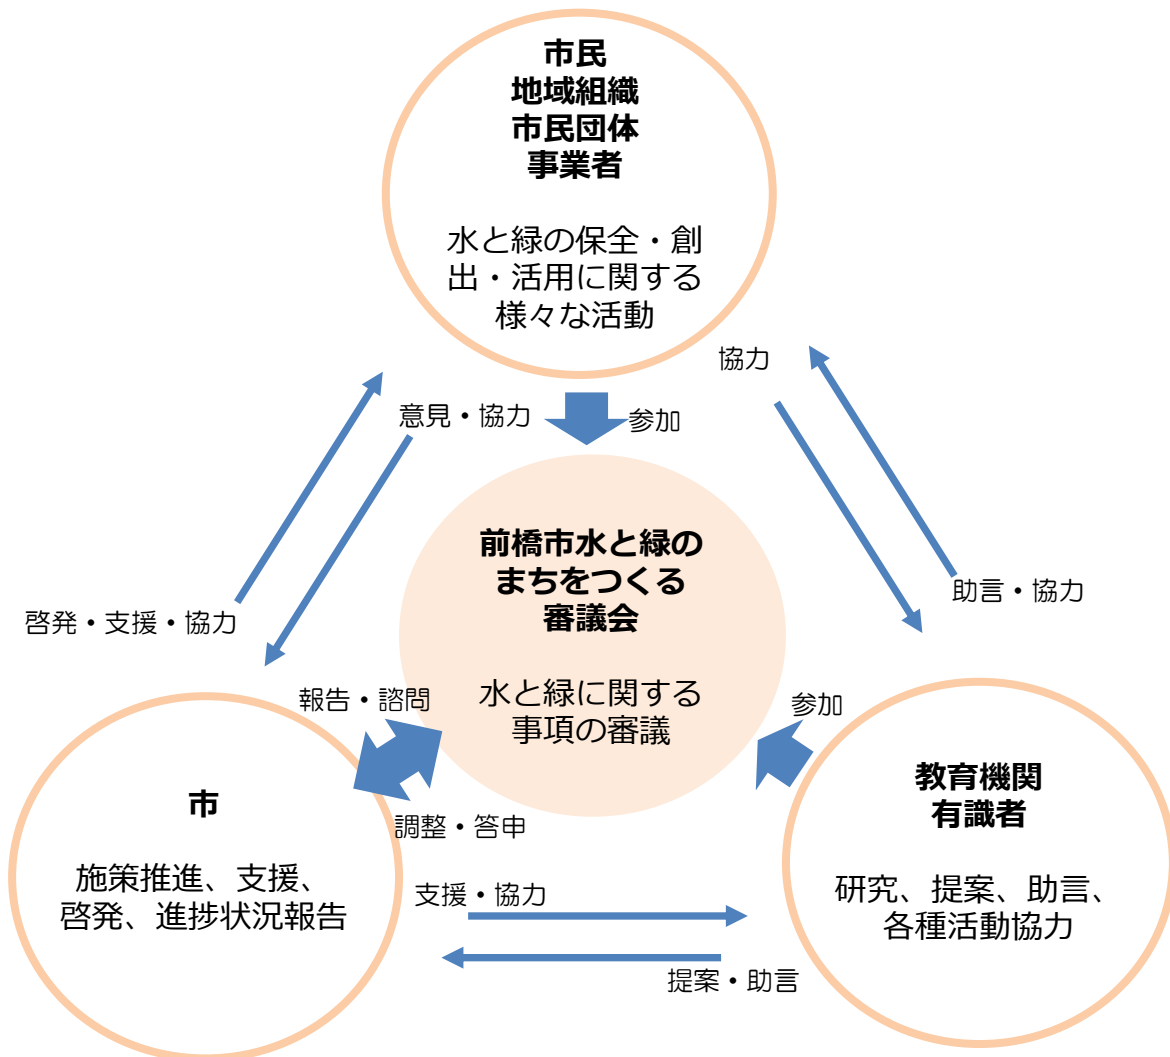 市民
地域組織
市民団体
事業者
水と緑の保全・創
出・活用に関する
様々な活動
協力
意見・協力
参加
助言・協力
啓発・支援・協力
前橋市水と緑の
まちをつくる
審議会
水と緑に関する
事項の審議
報告・諮問
参加
調整・答申
市
施策推進、支援、
啓発、進捗状況報告
教育機関
有識者
研究、提案、助言、
各種活動協力
支援・協力
提案・助言